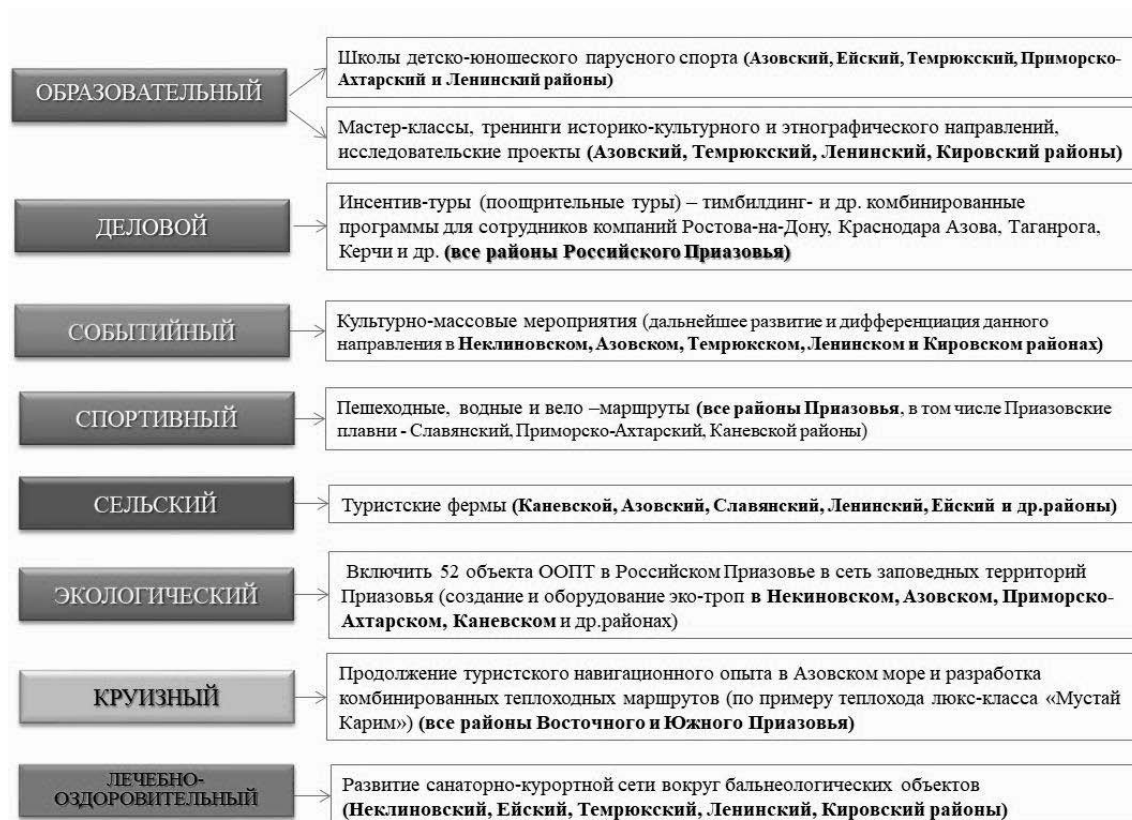 ОБРАЗОВАТЕЛЬНЫЙ
Школы детско-юношеского парусного спорта (Азовский, Ейский, Темрюкский, Приморско-
Ахтарский и Ленинский районы)
Мастер-классы, тренинги историко-культурного и этнографического направлений,
исследовательские проекты (Азовский, Темрюкский, Ленинский, Кировский районы)
ДЕЛОВОЙ
Инсентив-туры (поощрительные туры) – тимбилдинг- и др. комбинированные
программы для сотрудников компаний Ростова-на-Дону, Краснодара Азова, Таганрога,
Керчи и др. (все районы Российского Приазовья)
СОБЫТИЙНЫЙ
Культурно-массовые мероприятия (дальнейшее развитие и дифференциация данного
направления в Неклиновском, Азовском, Темрюкском, Ленинском и Кировском районах)
СПОРТИВНЫЙ
Пешеходные, водные и вело –маршруты (все районы Приазовья, в том числе Приазовские
плавни - Славянский, Приморско-Ахтарский, Каневской районы)
СЕЛЬСКИЙ
Туристские фермы (Каневской, Азовский, Славянский, Ленинский, Ейский и др.районы)
ЭКОЛОГИЧЕСКИЙ
Включить 52 объекта ООПТ в Российском Приазовье в сеть заповедных территорий
Приазовья (создание и оборудование эко-троп в Некиновском, Азовском, Приморско-
Ахтарском, Каневском и др.районах)
КРУИЗНЫЙ
Продолжение туристского навигационного опыта в Азовском море и разработка
комбинированных теплоходных маршрутов (по примеру теплохода люкс-класса «Мустай
Карим») (все районы Восточного и Южного Приазовья)
ЛЕЧЕБНО-
ОЗДОРОВИТЕЛЬНЫЙ
Развитие санаторно-курортной сети вокруг бальнеологических объектов
(Неклиновский, Ейский, Темрюкский, Ленинский, Кировский районы)